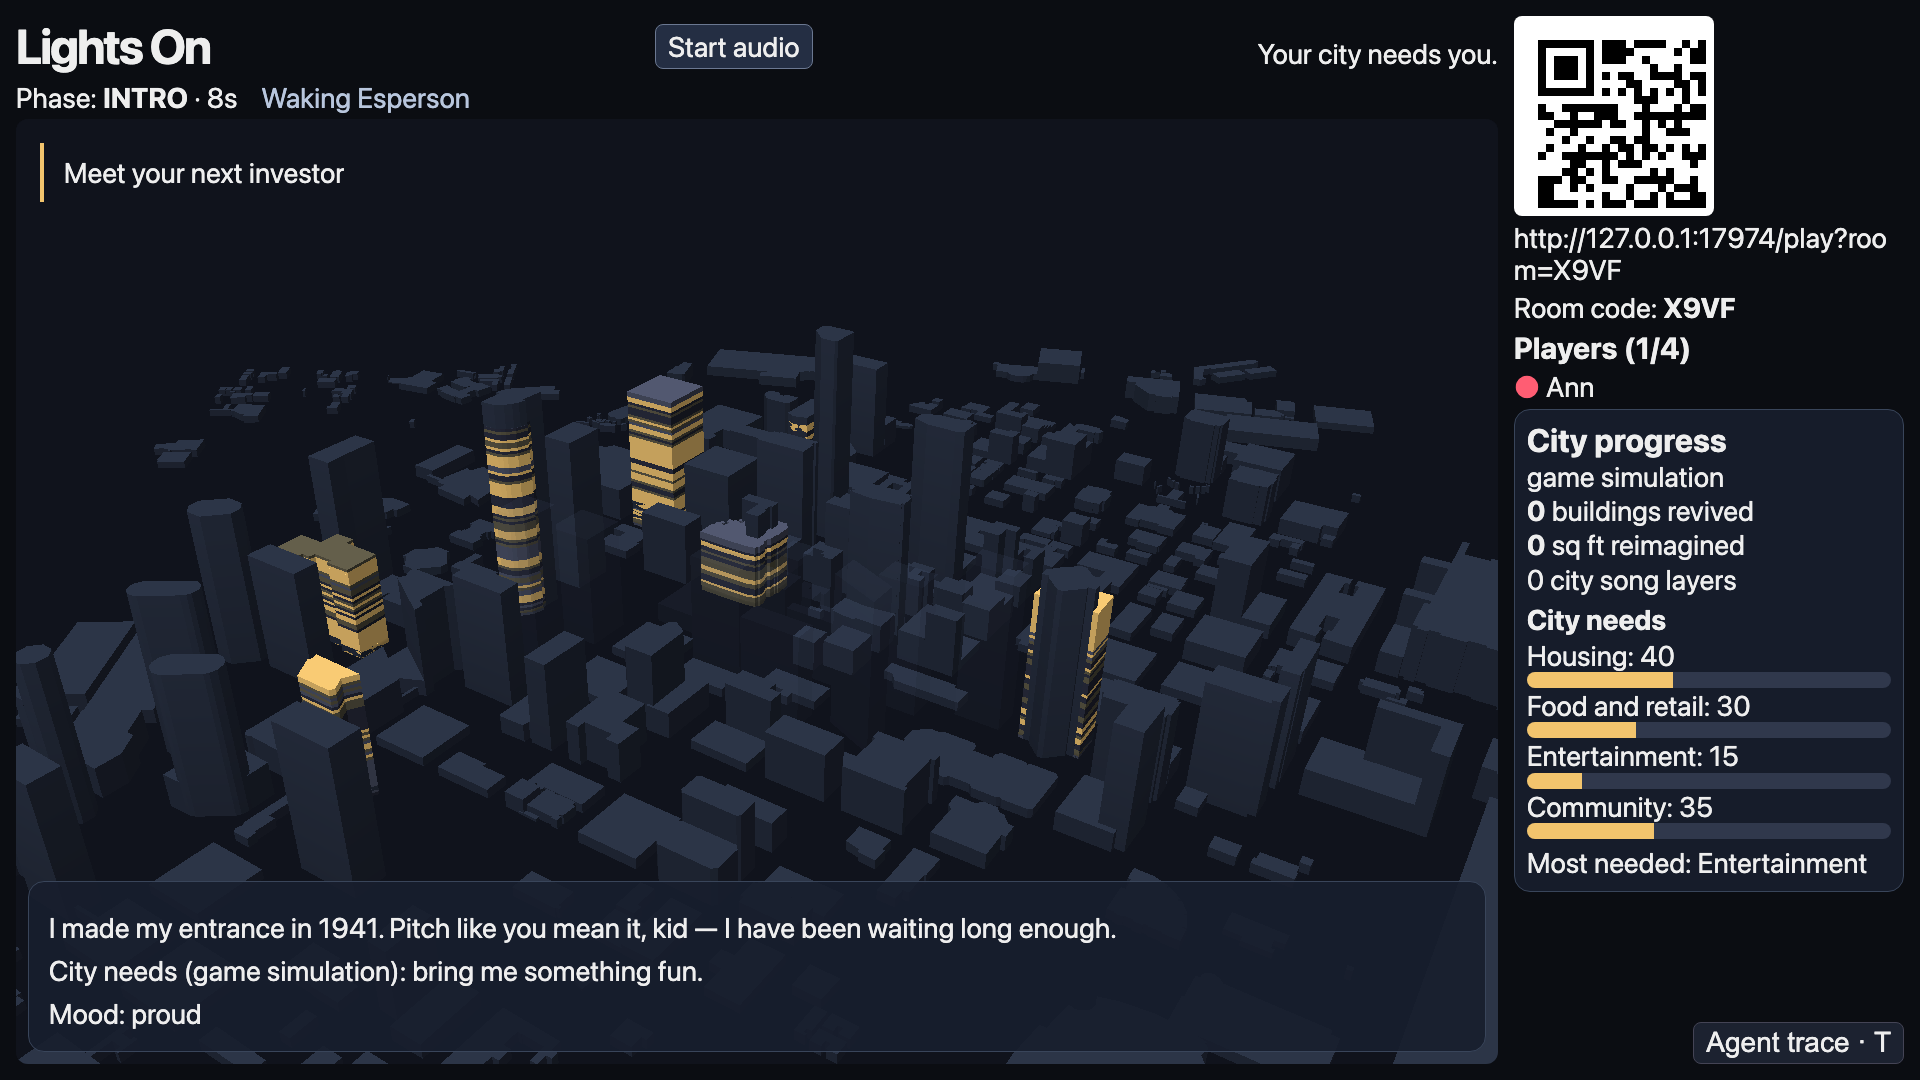 Lights On
Start audio
Your city needs you.
Phase: INTRO · 8s Waking Esperson
Meet your next investor
http://127.0.0.1:17974/play?roo
m=X9VF
Room code: X9VF
Players (1/4)
Ann
City progress
game simulation
0 buildings revived
0 sq ft reimagined
0 city song layers
City needs
Housing: 40
Food and retail: 30
Entertainment: 15
Community: 35
Most needed: Entertainment
I made my entrance in 1941. Pitch like you mean it, kid — I have been waiting long enough.
City needs (game simulation): bring me something fun.
Mood: proud
Agent trace · T